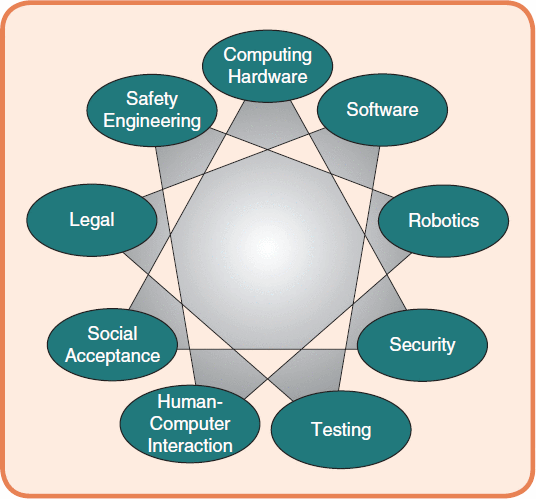 Computing
Hardware
Safety
Engineering
Software
Legal
Robotics
Social
Acceptance
Security
Human-
Computer
Interaction
Testing